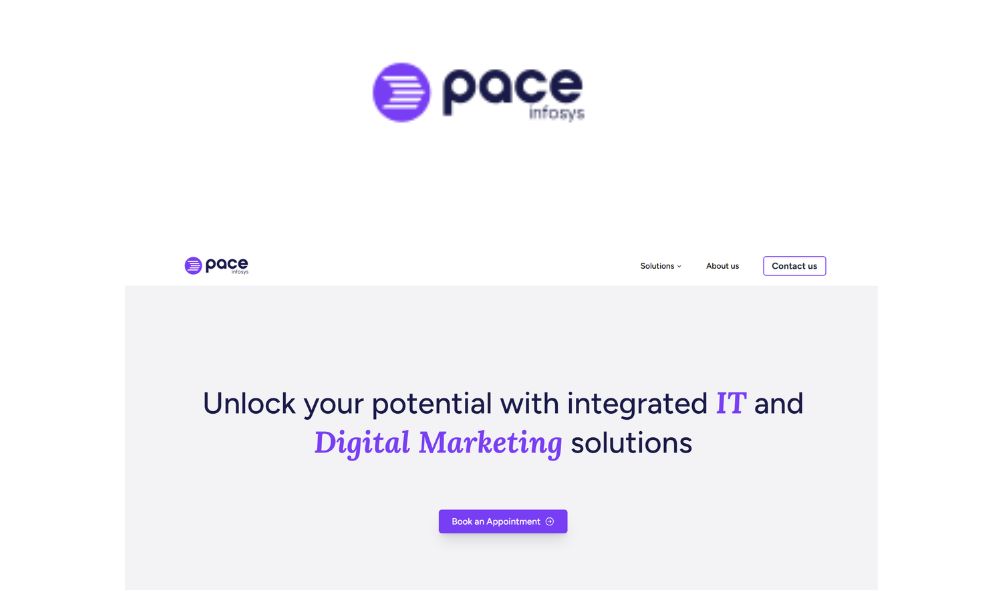 pace
infosys
pace
infosys
Solutions
About us
Contact us
Unlock your potential with integrated IT and
Digital Marketing solutions
Book an Appointment